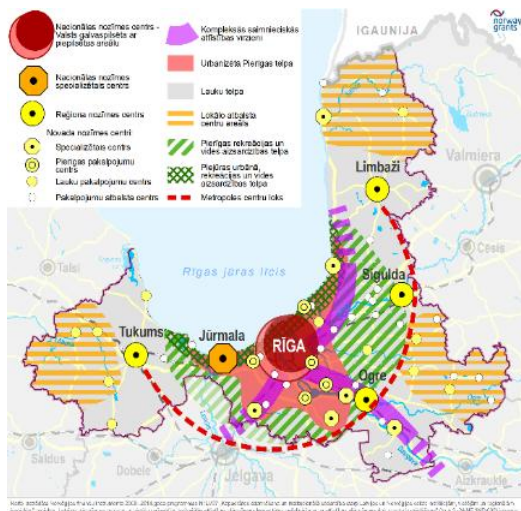 Nacionālas nozīmes centrs -
Valsts galvaspilsēta ar
piepilsētas areālu
Nacionālas nozīmes
specializētais centrs
Reģiona nozīmes centrs
Novada nozīmes centri
Specializētais centrs
Pierīgas pakalpojumu
centrs
Lauku pakalpojumu centrs
Pakalpojumu atbalsta centrs
Kompleksās saimnieciskās
attīstības virzieni
Urbanizētā Pierīgas telpa
Lauku telpa
Lokālo atbalsta
centru areāls
Pierīgas rekreācijas un
vides aizsardzības telpa
Piejūras urbānā,
rekreācijas un vides
aizsardzības telpa
Metropoles centru loks
norway
grants
IGAUNIJA
Valmiera
Limbaži
Cēsis
Rīgas jūras līcis
Talsi
Sigulda
Tukums
Jūrmala
RĪGA
Ogre
Saldus
Dobele
Jelgava
Aizkraukle